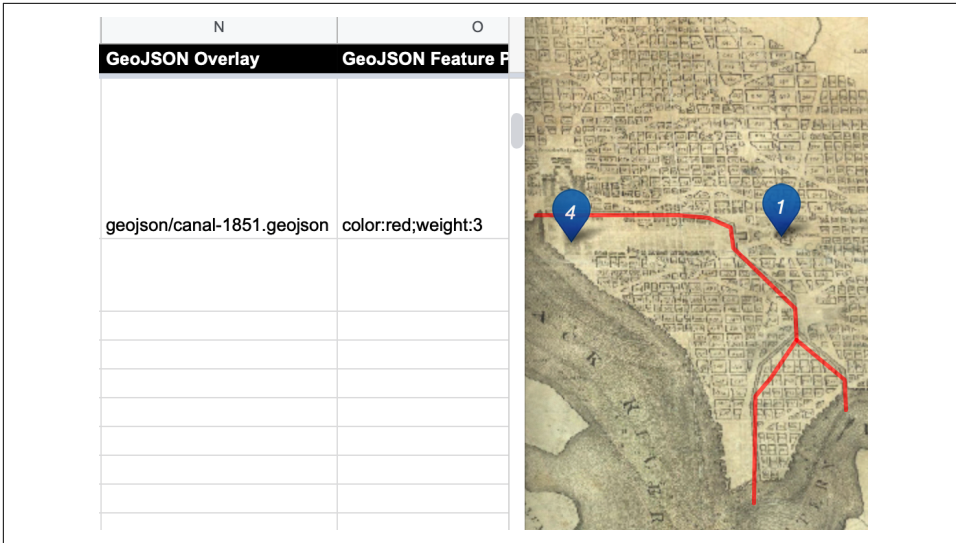 N O
GeoJSON Overlay GeoJSON Feature P
geojson/canal-1851.geojson color:red;weight:3
4 1
C K
R I V E R